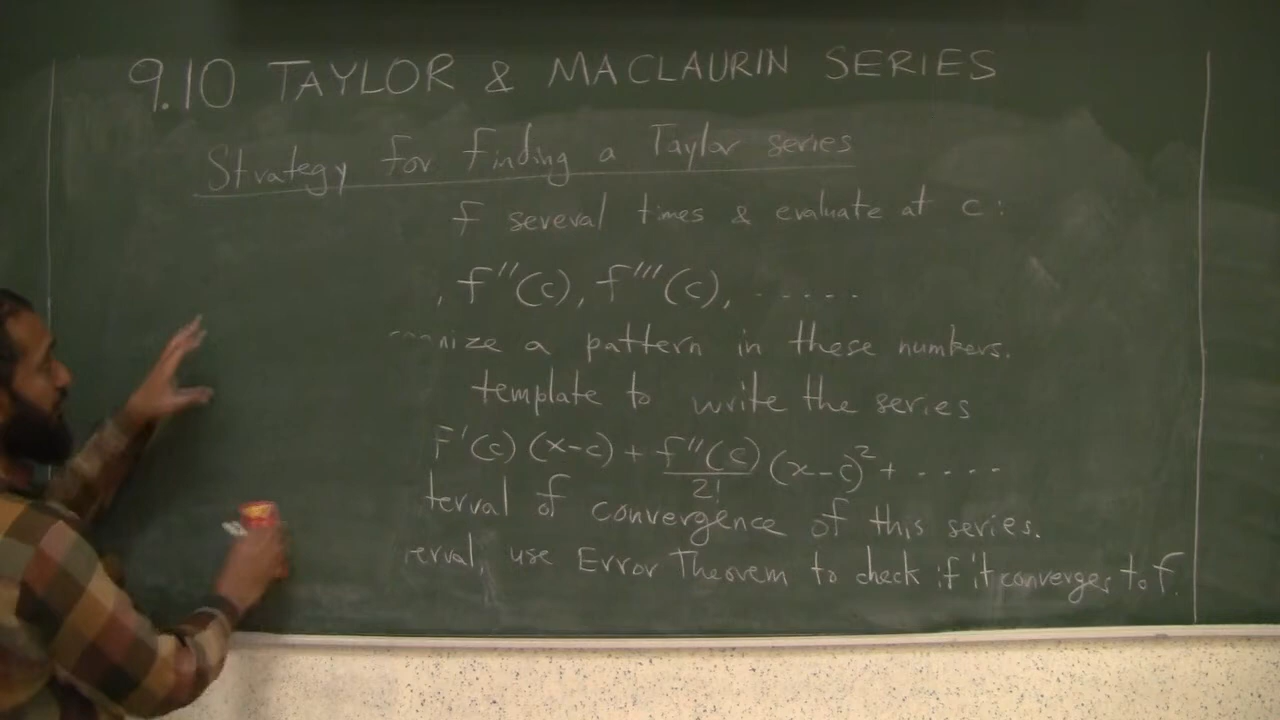 9.10 TAYLOR & MACLAURIN SERIES
Strategy for finding a Taylor series
f several times & evaluate at c:
, f''(c), f'''(c), ......
nize a pattern in these numbers.
template to write the series
f'(c)(x-c) + f''(c)/2! (x-c)² + .....
terval of convergence of this series.
erval, use Error Theorem to check if it converges to f.